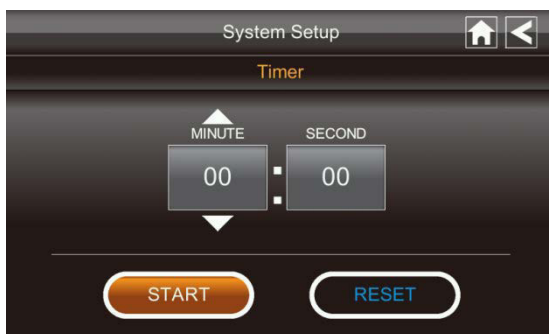 System Setup
Timer
MINUTE SECOND
00 : 00
START RESET